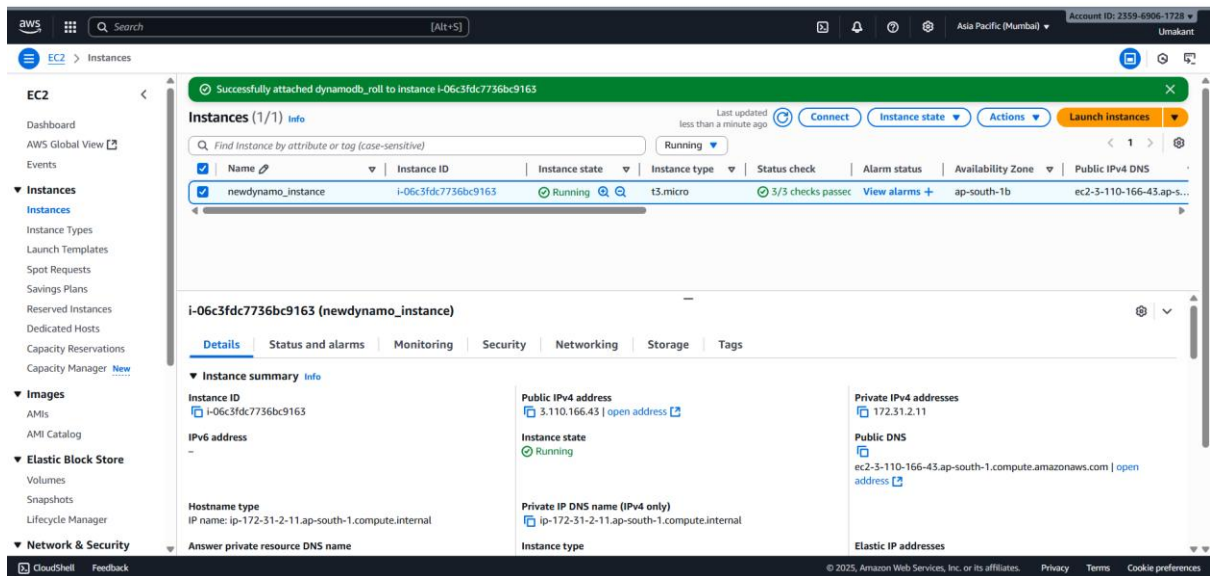 aws
Search
[Alt+S]
Asia Pacific (Mumbai)
Account ID: 2359-6906-1728
Umakant
EC2 > Instances
EC2
Dashboard
AWS Global View
Events
Instances
Instances
Instance Types
Launch Templates
Spot Requests
Savings Plans
Reserved Instances
Dedicated Hosts
Capacity Reservations
Capacity Manager New
Images
AMIs
AMI Catalog
Elastic Block Store
Volumes
Snapshots
Lifecycle Manager
Network & Security
Successfully attached dynamodb_roll to instance i-06c3fdc7736bc9163
Instances (1/1) Info
Last updated
less than a minute ago
Connect
Instance state
Actions
Launch instances
Find Instance by attribute or tag (case-sensitive)
Running
1
Name Instance ID Instance state Instance type Status check Alarm status Availability Zone Public IPv4 DNS
newdynamo_instance i-06c3fdc7736bc9163 Running t3.micro 3/3 checks passec View alarms + ap-south-1b ec2-3-110-166-43.ap-s...
i-06c3fdc7736bc9163 (newdynamo_instance)
Details Status and alarms Monitoring Security Networking Storage Tags
Instance summary Info
Instance ID
i-06c3fdc7736bc9163
Public IPv4 address
3.110.166.43 | open address
Private IPv4 addresses
172.31.2.11
IPv6 address
–
Instance state
Running
Public DNS
ec2-3-110-166-43.ap-south-1.compute.amazonaws.com | open
address
Hostname type
IP name: ip-172-31-2-11.ap-south-1.compute.internal
Private IP DNS name (IPv4 only)
ip-172-31-2-11.ap-south-1.compute.internal
Answer private resource DNS name
Instance type
Elastic IP addresses
CloudShell Feedback
© 2025, Amazon Web Services, Inc. or its affiliates. Privacy Terms Cookie preferences